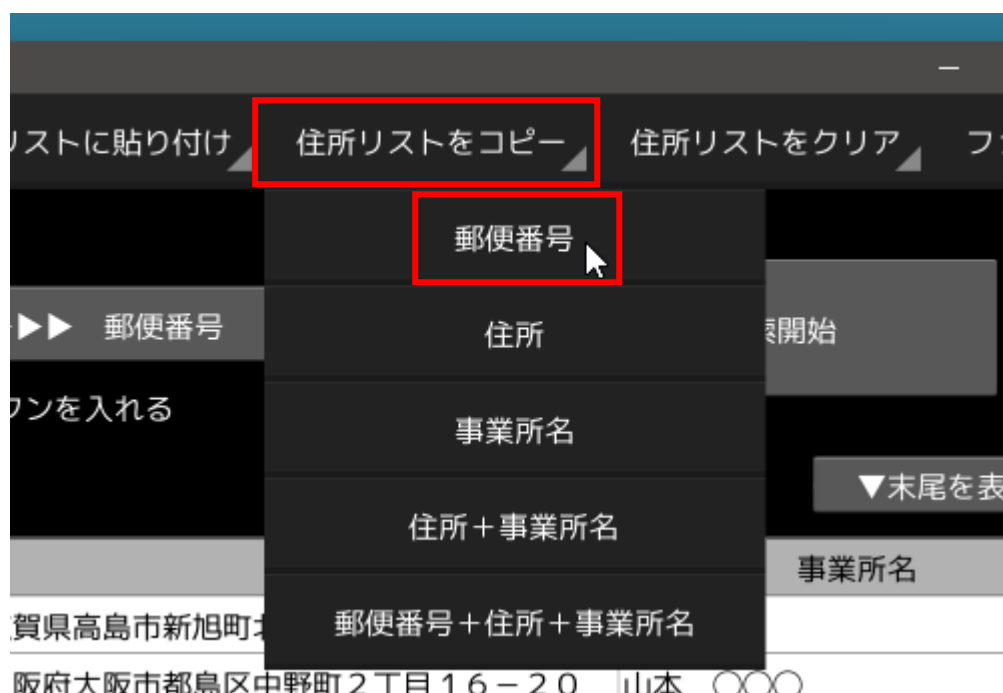 リストに貼り付け
住所リストをコピー
住所リストをクリア
フ
郵便番号
▶▶ 郵便番号
住所
索開始
ワンを入れる
事業所名
▼末尾を表
住所＋事業所名
事業所名
賀県高島市新旭町
郵便番号＋住所＋事業所名
阪府大阪市都島区中野町２丁目１６－２０
山本 ○○○